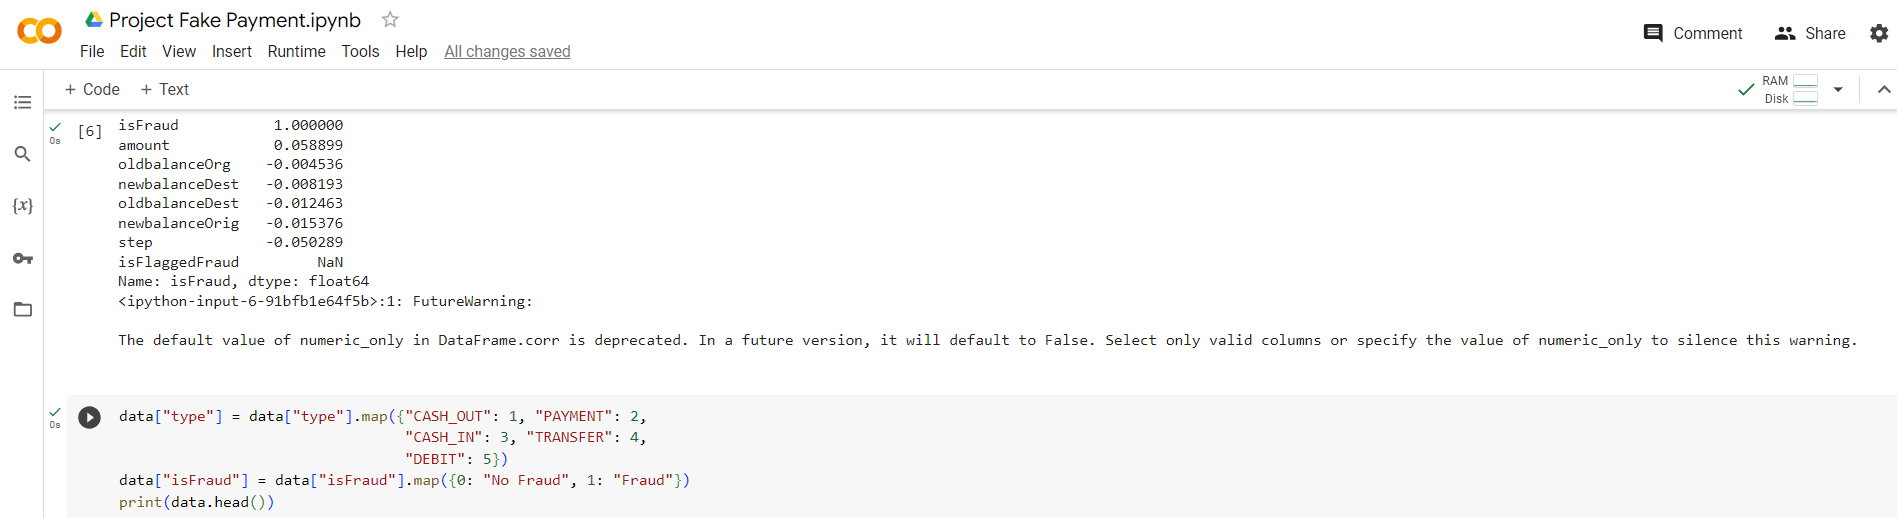 Project Fake Payment.ipynb
File Edit View Insert Runtime Tools Help All changes saved
Comment Share
+ Code + Text
RAM
Disk
[6]
0s
isFraud 1.000000
amount 0.058899
oldbalanceOrg -0.004536
newbalanceDest -0.008193
oldbalanceDest -0.012463
newbalanceOrig -0.015376
step -0.050289
isFlaggedFraud NaN
Name: isFraud, dtype: float64
<ipython-input-6-91bfb1e64f5b>:1: FutureWarning:
The default value of numeric_only in DataFrame.corr is deprecated. In a future version, it will default to False. Select only valid columns or specify the value of numeric_only to silence this warning.
{x}
0s
data["type"] = data["type"].map({"CASH_OUT": 1, "PAYMENT": 2,
"CASH_IN": 3, "TRANSFER": 4,
"DEBIT": 5})
data["isFraud"] = data["isFraud"].map({0: "No Fraud", 1: "Fraud"})
print(data.head())